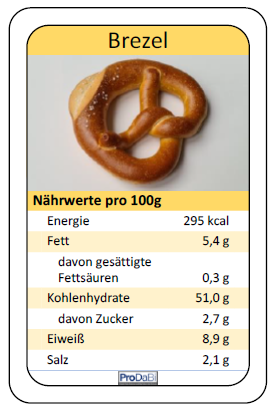 Brezel
Nährwerte pro 100g
Energie 295 kcal
Fett 5,4 g
davon gesättigte
Fettsäuren 0,3 g
Kohlenhydrate 51,0 g
davon Zucker 2,7 g
Eiweiß 8,9 g
Salz 2,1 g
ProDaBi